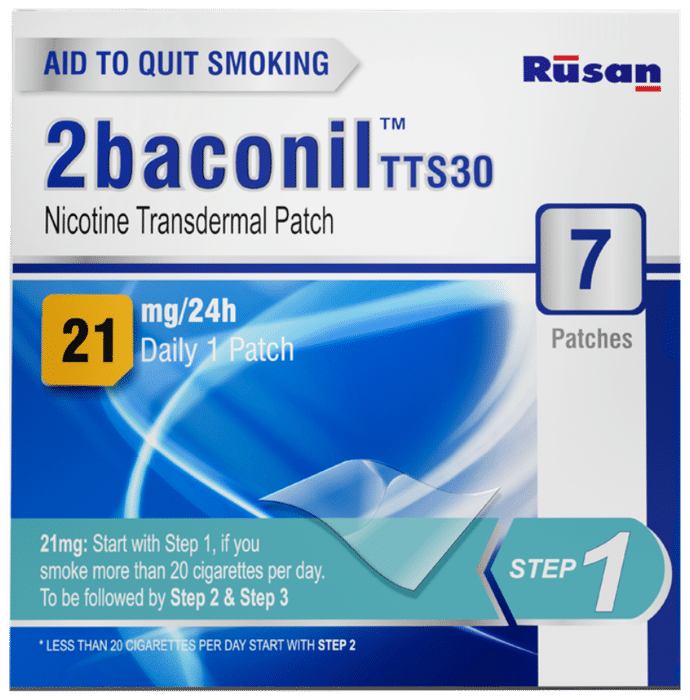 AID TO QUIT SMOKING
Rüsan
2baconil™ TTS30
Nicotine Transdermal Patch
7
Patches
21
mg/24h
Daily 1 Patch
21mg: Start with Step 1, if you
smoke more than 20 cigarettes per day.
To be followed by Step 2 & Step 3
STEP 1
* LESS THAN 20 CIGARETTES PER DAY START WITH STEP 2